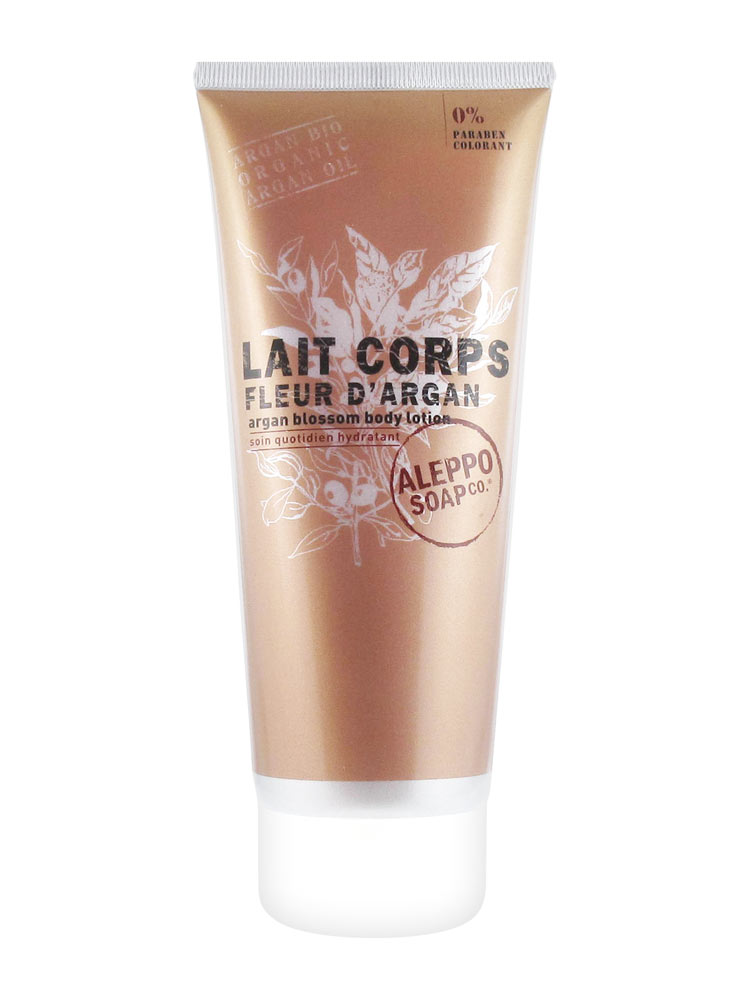 0%
PARABEN
COLORANT
ARGAN BIO
ORGANIC
ARGAN OIL
LAIT CORPS
FLEUR D'ARGAN
argan blossom body lotion
soin quotidien hydratant
ALEPPO
SOAP CO.®